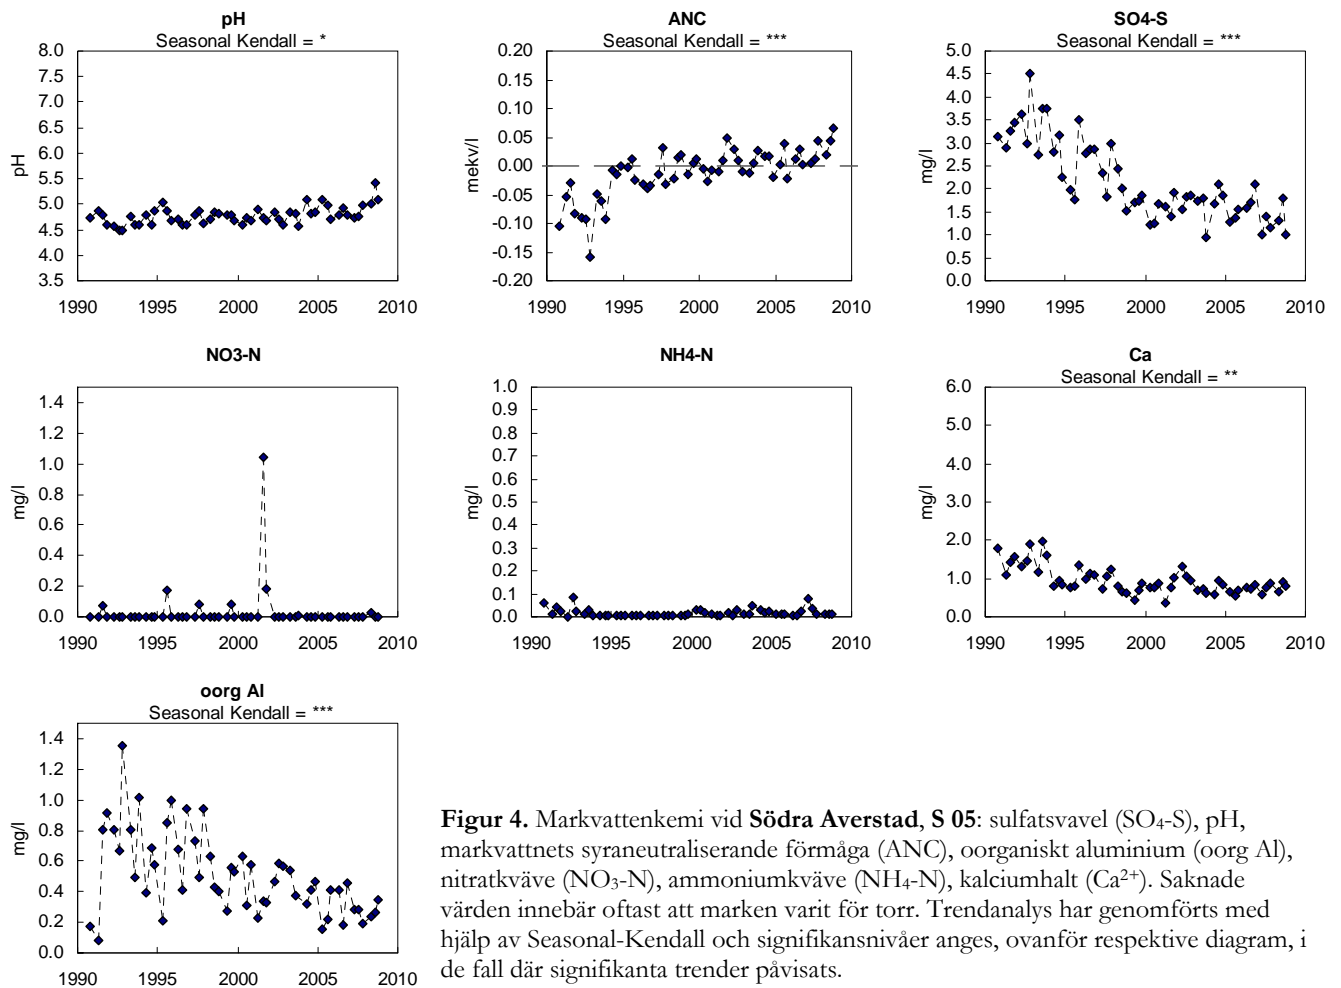 pH
Seasonal Kendall = *
8.0
7.5
7.0
6.5
6.0
5.5
5.0
4.5
4.0
3.5
pH
1990 1995 2000 2005 2010
ANC
Seasonal Kendall = ***
0.20
0.15
0.10
0.05
0.00
-0.05
-0.10
-0.15
-0.20
mekv/l
1990 1995 2000 2005 2010
SO4-S
Seasonal Kendall = ***
5.0
4.5
4.0
3.5
3.0
2.5
2.0
1.5
1.0
0.5
0.0
mg/l
1990 1995 2000 2005 2010
NO3-N
1.4
1.2
1.0
0.8
0.6
0.4
0.2
0.0
mg/l
1990 1995 2000 2005 2010
NH4-N
1.0
0.9
0.8
0.7
0.6
0.5
0.4
0.3
0.2
0.1
0.0
mg/l
1990 1995 2000 2005 2010
Ca
Seasonal Kendall = **
6.0
5.0
4.0
3.0
2.0
1.0
0.0
mg/l
1990 1995 2000 2005 2010
oorg Al
Seasonal Kendall = ***
1.4
1.2
1.0
0.8
0.6
0.4
0.2
0.0
mg/l
1990 1995 2000 2005 2010
Figur 4. Markvattenkemi vid Södra Averstad, S 05: sulfatsvavel (SO₄-S), pH,
markvattnets syraneutraliserande förmåga (ANC), oorganiskt aluminium (oorg Al),
nitratkväve (NO₃-N), ammoniumkväve (NH₄-N), kalciumhalt (Ca²⁺). Saknade
värden innebär oftast att marken varit för torr. Trendanalys har genomförts med
hjälp av Seasonal-Kendall och signifikansnivåer anges, ovanför respektive diagram, i
de fall där signifikanta trender påvisats.